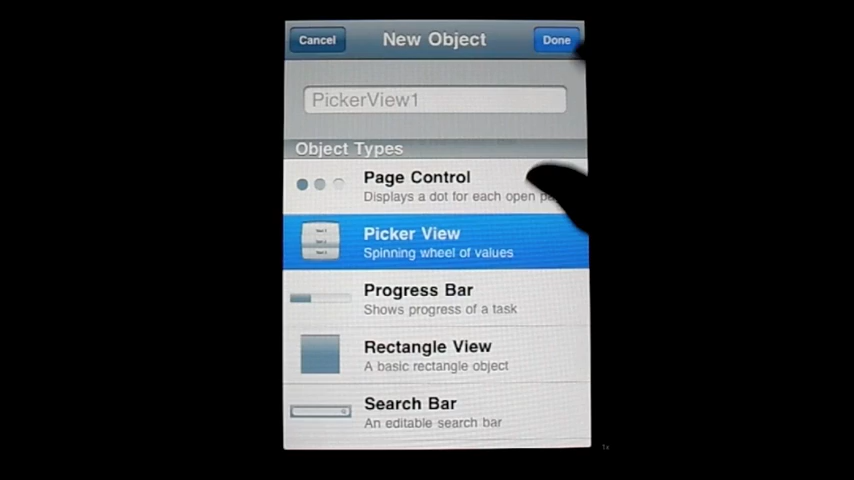 Cancel New Object Done
PickerView1
Object Types
Page Control
Displays a dot for each open
Picker View
Spinning wheel of values
Progress Bar
Shows progress of a task
Rectangle View
A basic rectangle object
Search Bar
An editable search bar
1x